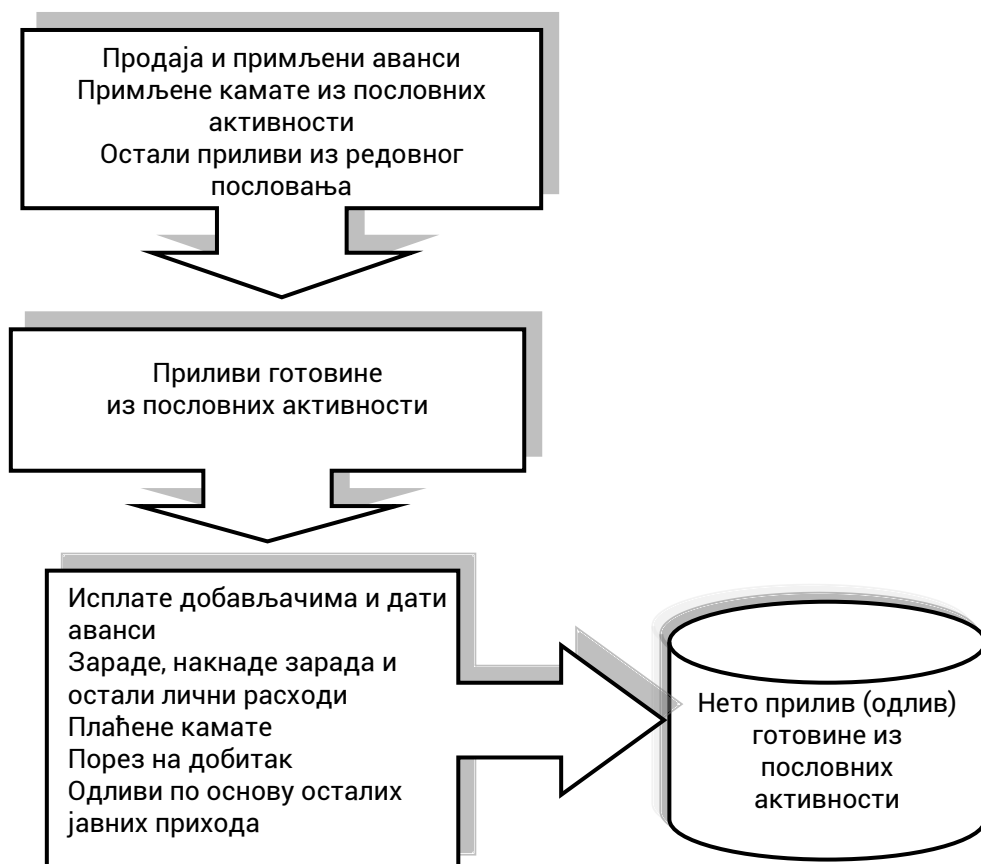 Продаја и примљени аванси
Примљене камате из пословних
активности
Остали приливи из редовног
пословања
Приливи готовине
из пословних активности
Исплате добављачима и дати
аванси
Зараде, накнаде зарада и
остали лични расходи
Плаћене камате
Порез на добитак
Одливи по основу осталих
јавних прихода
Нето прилив (одлив)
готовине из
пословних
активности